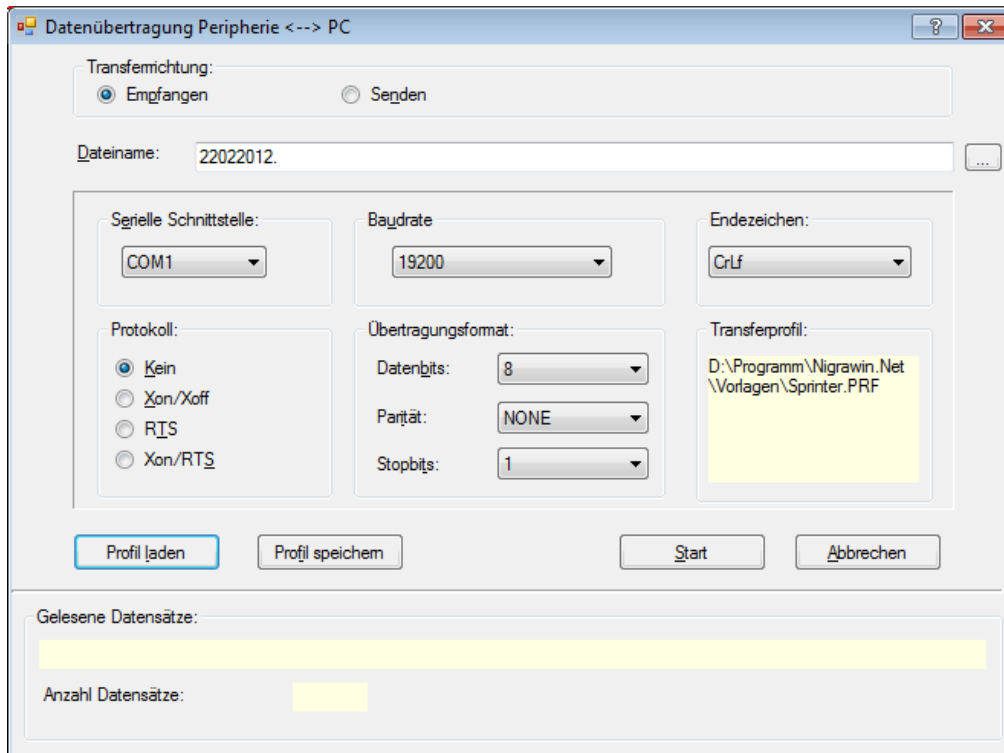 Datenübertragung Peripherie <--> PC
Transferrichtung:
Empfangen Senden
Dateiname: 22022012. ...
Serielle Schnittstelle: Baudrate Endezeichen:
COM1 19200 CrLf
Protokoll: Übertragungsformat: Transferprofil:
Kein Datenbits: 8 D:\Programm\Nigrawin.Net
\Vorlagen\Sprinter.PRF
Xon/Xoff
RTS Parität: NONE
Xon/RTS Stopbits: 1
Profil laden Profil speichern Start Abbrechen
Gelesene Datensätze:
Anzahl Datensätze: